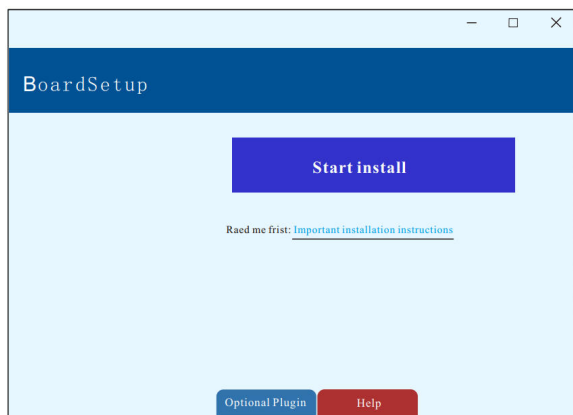 BoardSetup
Start install
Raed me frist: Important installation instructions
Optional Plugin
Help